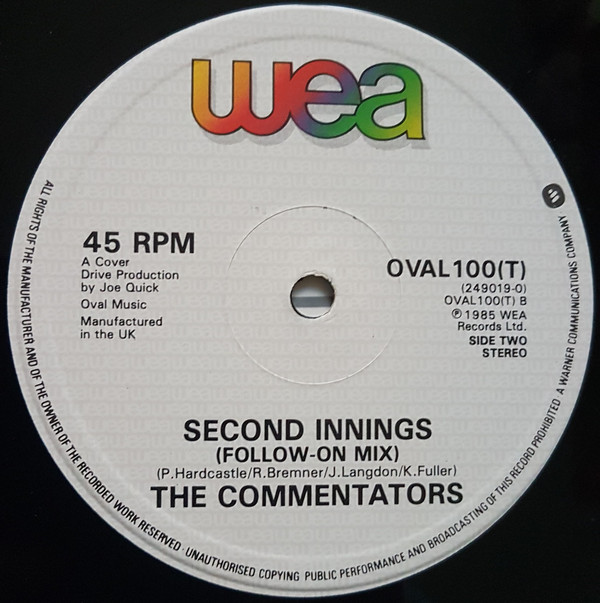 wea
45 RPM
A Cover
Drive Production
by Joe Quick
Oval Music
Manufactured
in the UK
OVAL100(T)
(249019-0)
OVAL100(T) B
℗ 1985 WEA
Records Ltd.
SIDE TWO
STEREO
SECOND INNINGS
(FOLLOW-ON MIX)
(P.Hardcastle/R.Bremner/J.Langdon/K.Fuller)
THE COMMENTATORS
ALL RIGHTS OF THE MANUFACTURER AND OF THE OWNER OF THE RECORDED WORK RESERVED · UNAUTHORISED COPYING PUBLIC PERFORMANCE AND BROADCASTING OF THIS RECORD PROHIBITED A WARNER COMMUNICATIONS COMPANY